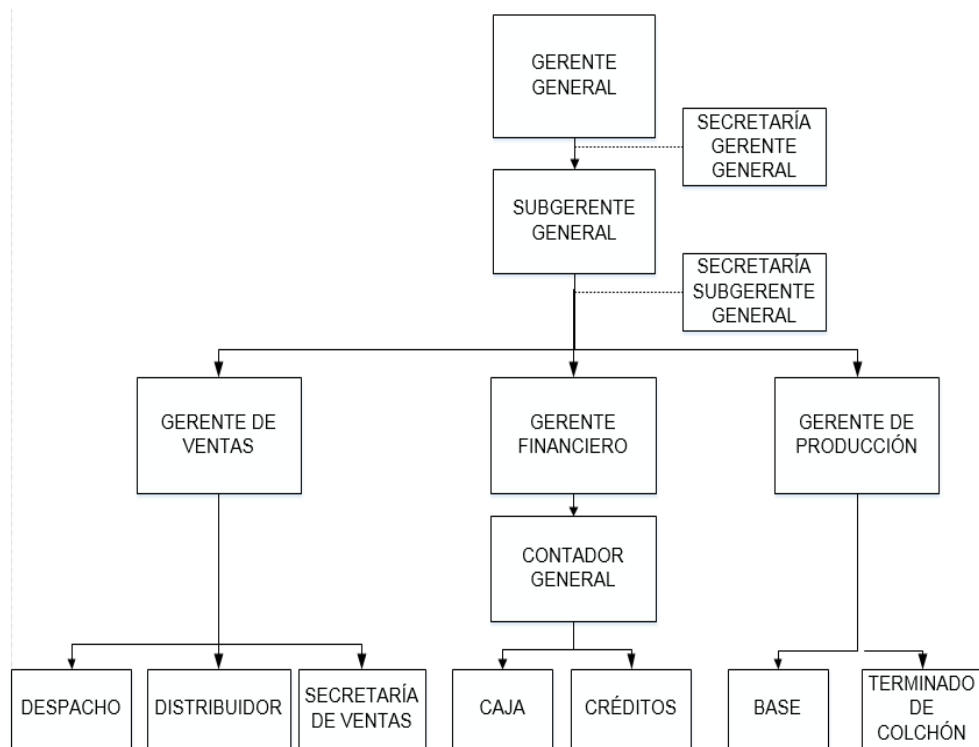 GERENTE
GENERAL
SECRETARÍA
GERENTE
GENERAL
SUBGERENTE
GENERAL
SECRETARÍA
SUBGERENTE
GENERAL
GERENTE DE
VENTAS
GERENTE
FINANCIERO
GERENTE DE
PRODUCCIÓN
CONTADOR
GENERAL
DESPACHO
DISTRIBUIDOR
SECRETARÍA
DE VENTAS
CAJA
CRÉDITOS
BASE
TERMINADO
DE
COLCHÓN